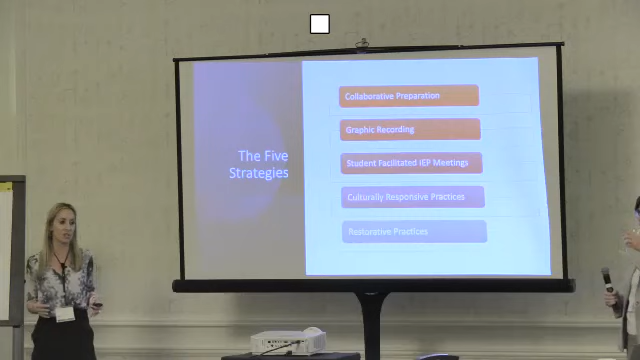 The Five
Strategies
Collaborative Preparation
Graphic Recording
Student Facilitated IEP Meetings
Culturally Responsive Practices
Restorative Practices